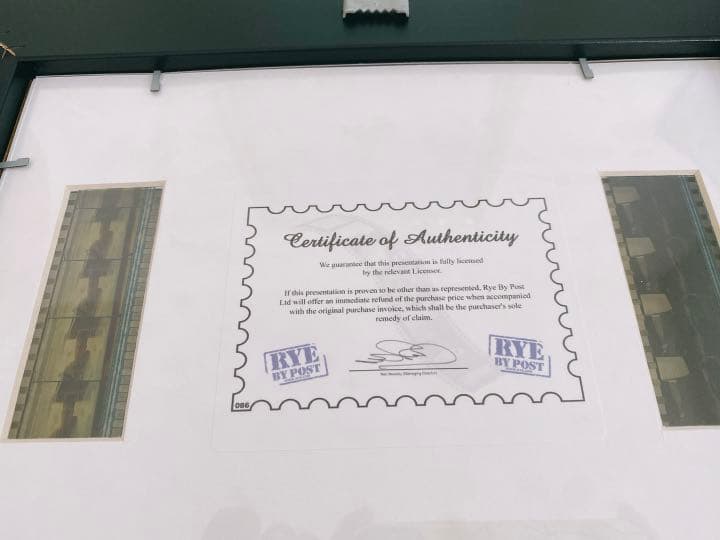 Certificate of Authenticity
We guarantee that this presentation is fully licensed
by the relevant Licensor.
If this presentation is proven to be other than as represented, Rye By Post
Ltd will offer an immediate refund of the purchase price when accompanied
with the original purchase invoice, which shall be the purchaser's sole
remedy of claim.
RYE
BY POST
RYE
BY POST
086